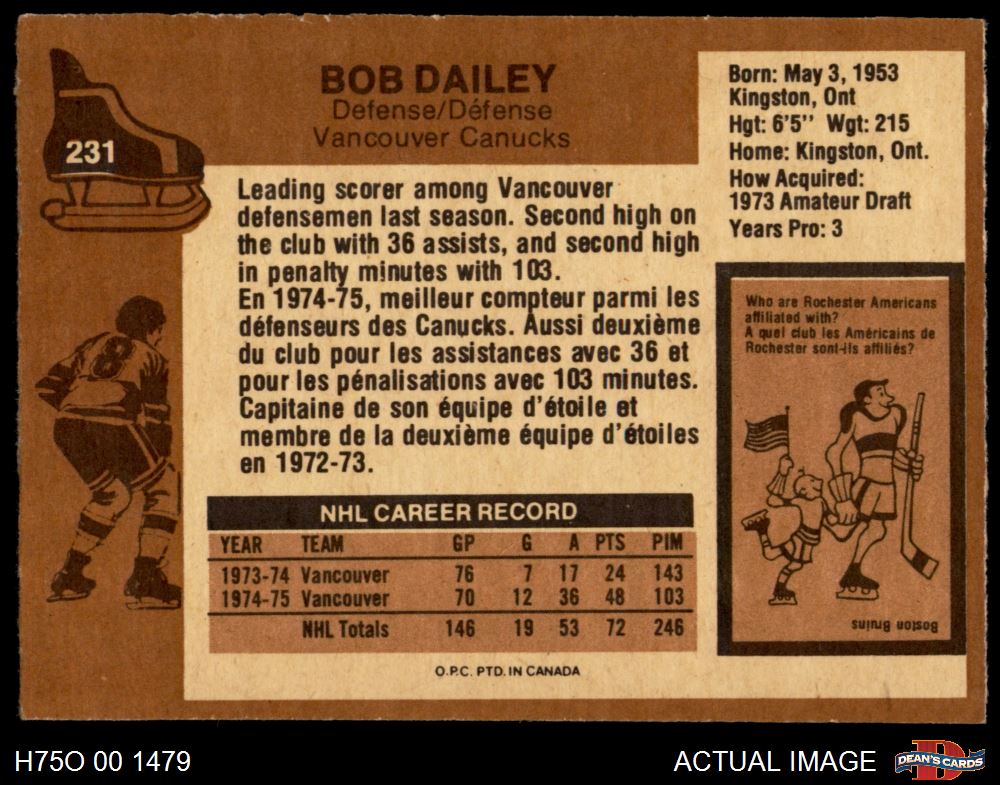 231
BOB DAILEY
Defense/Défense
Vancouver Canucks
Born: May 3, 1953
Kingston, Ont
Hgt: 6'5'' Wgt: 215
Home: Kingston, Ont.
How Acquired:
1973 Amateur Draft
Years Pro: 3
Leading scorer among Vancouver
defensemen last season. Second high on
the club with 36 assists, and second high
in penalty minutes with 103.
En 1974-75, meilleur compteur parmi les
défenseurs des Canucks. Aussi deuxième
du club pour les assistances avec 36 et
pour les pénalisations avec 103 minutes.
Capitaine de son équipe d'étoile et
membre de la deuxième équipe d'étoiles
en 1972-73.
8
Who are Rochester Americans
affiliated with?
A quel club les Américains de
Rochester sont-ils affiliés?
Boston Bruins
NHL CAREER RECORD
YEAR TEAM GP G A PTS PIM
1973-74 Vancouver 76 7 17 24 143
1974-75 Vancouver 70 12 36 48 103
NHL Totals 146 19 53 72 246
O.P.C. PTD. IN CANADA
H75O 00 1479
ACTUAL IMAGE
D
DEAN'S CARDS